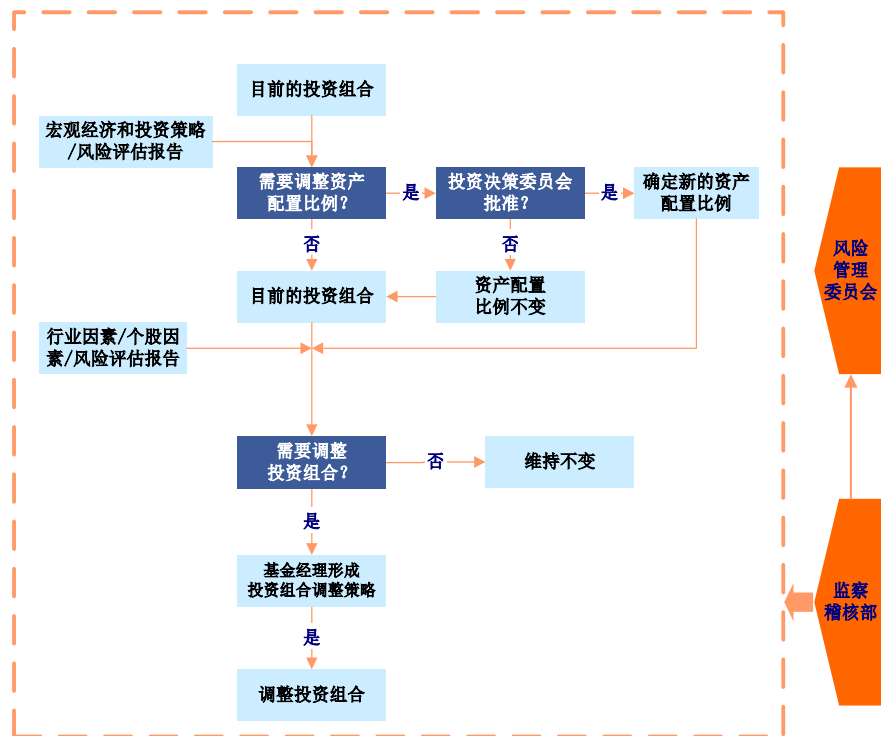 目前的投资组合
宏观经济和投资策略
/风险评估报告
需要调整资产
配置比例？
是
投资决策委员会
批准？
是
确定新的资产
配置比例
否
否
目前的投资组合
资产配置
比例不变
行业因素/个股因
素/风险评估报告
需要调整
投资组合？
否
维持不变
是
基金经理形成
投资组合调整策略
是
调整投资组合
风险
管理
委员会
监察
稽核部